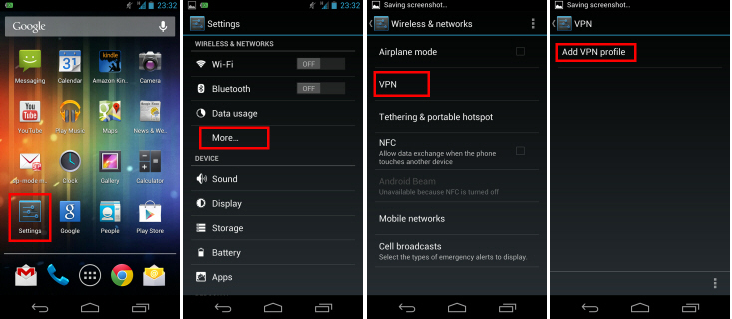 23:32
Google
Messaging
Calendar
Amazon Kin..
Camera
YouTube
Play Music
Maps
News & We..
Clock
Gallery
Calculator
Settings
Google
People
Play Store
23:32
Settings
WIRELESS & NETWORKS
Wi-Fi
OFF
Bluetooth
OFF
Data usage
More...
DEVICE
Sound
Display
Storage
Battery
Apps
Saving screenshot...
Wireless & networks
Airplane mode
VPN
Tethering & portable hotspot
NFC
Allow data exchange when the phone
touches another device
Android Beam
Unavailable because NFC is turned off
Mobile networks
Cell broadcasts
Select the types of emergency alerts to display.
Saving screenshot...
VPN
Add VPN profile